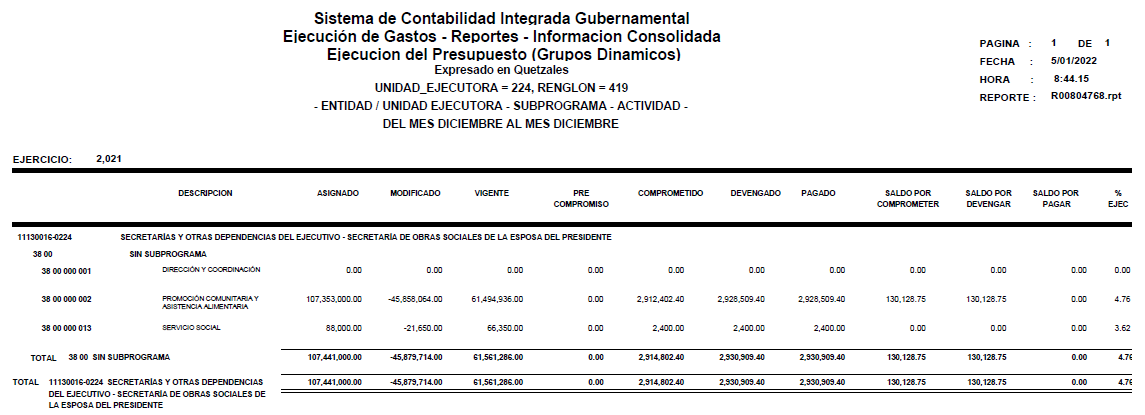 Sistema de Contabilidad Integrada Gubernamental
Ejecución de Gastos - Reportes - Informacion Consolidada
Ejecucion del Presupuesto (Grupos Dinamicos)
Expresado en Quetzales
UNIDAD_EJECUTORA = 224, RENGLON = 419
- ENTIDAD / UNIDAD EJECUTORA - SUBPROGRAMA - ACTIVIDAD -
DEL MES DICIEMBRE AL MES DICIEMBRE
PAGINA : 1 DE 1
FECHA : 5/01/2022
HORA : 8:44.15
REPORTE : R00804768.rpt
EJERCICIO: 2,021
DESCRIPCION ASIGNADO MODIFICADO VIGENTE PRE COMPROMETIDO DEVENGADO PAGADO SALDO POR SALDO POR SALDO POR %
COMPROMISO COMPROMETER DEVENGAR PAGAR EJEC
11130016-0224 SECRETARÍAS Y OTRAS DEPENDENCIAS DEL EJECUTIVO - SECRETARÍA DE OBRAS SOCIALES DE LA ESPOSA DEL PRESIDENTE
38 00 SIN SUBPROGRAMA
38 00 000 001 DIRECCIÓN Y COORDINACIÓN 0.00 0.00 0.00 0.00 0.00 0.00 0.00 0.00 0.00 0.00 0.00
38 00 000 002 PROMOCIÓN COMUNITARIA Y 107,353,000.00 -45,858,064.00 61,494,936.00 0.00 2,912,402.40 2,928,509.40 2,928,509.40 130,128.75 130,128.75 0.00 4.76
ASISTENCIA ALIMENTARIA
38 00 000 013 SERVICIO SOCIAL 88,000.00 -21,650.00 66,350.00 0.00 2,400.00 2,400.00 2,400.00 0.00 0.00 0.00 3.62
TOTAL 38 00 SIN SUBPROGRAMA 107,441,000.00 -45,879,714.00 61,561,286.00 0.00 2,914,802.40 2,930,909.40 2,930,909.40 130,128.75 130,128.75 0.00 4.76
TOTAL 11130016-0224 SECRETARÍAS Y OTRAS DEPENDENCIAS 107,441,000.00 -45,879,714.00 61,561,286.00 0.00 2,914,802.40 2,930,909.40 2,930,909.40 130,128.75 130,128.75 0.00 4.76
DEL EJECUTIVO - SECRETARÍA DE OBRAS SOCIALES DE
LA ESPOSA DEL PRESIDENTE